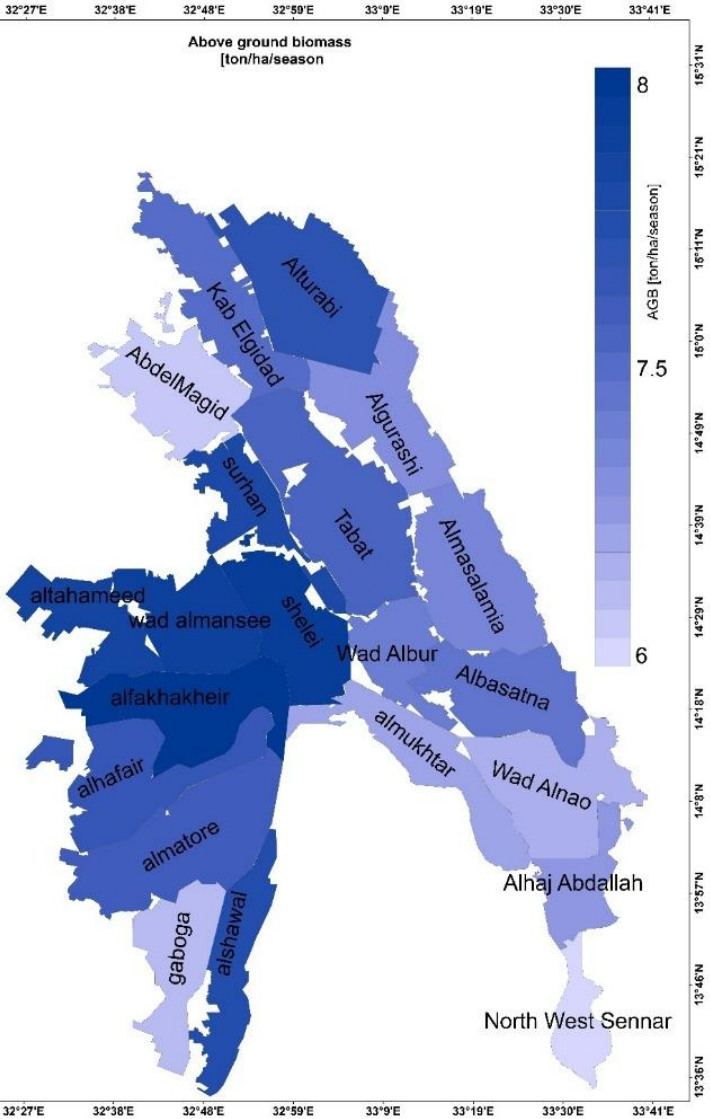 32°27'E 32°38'E 32°48'E 32°59'E 33°9'E 33°19'E 33°30'E 33°41'E
Above ground biomass
[ton/ha/season
8
7.5
6
AGB [ton/ha/season]
15°31'N
15°21'N
15°11'N
15°0'N
14°49'N
14°39'N
14°29'N
14°18'N
14°8'N
13°57'N
13°46'N
13°36'N
Alturabi
Kab Elgidad
AbdelMagid
Algurashi
surhan
Tabat
Almasalamia
altahameed
wad almansee
shelei
Wad Albur
Albasatna
alfakhakheir
almukhtar
alhafair
Wad Alnao
almatore
Alhaj Abdallah
gaboga
alshawal
North West Sennar
32°27'E 32°38'E 32°48'E 32°59'E 33°9'E 33°19'E 33°30'E 33°41'E